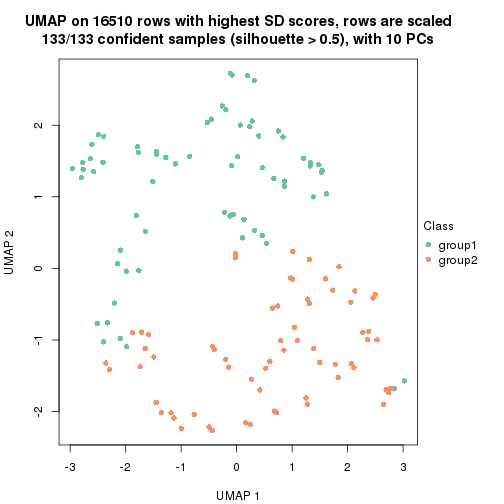 UMAP on 16510 rows with highest SD scores, rows are scaled
133/133 confident samples (silhouette > 0.5), with 10 PCs
2
1
0
-1
-2
UMAP 2
-3
-2
-1
0
1
2
3
UMAP 1
Class
group1
group2